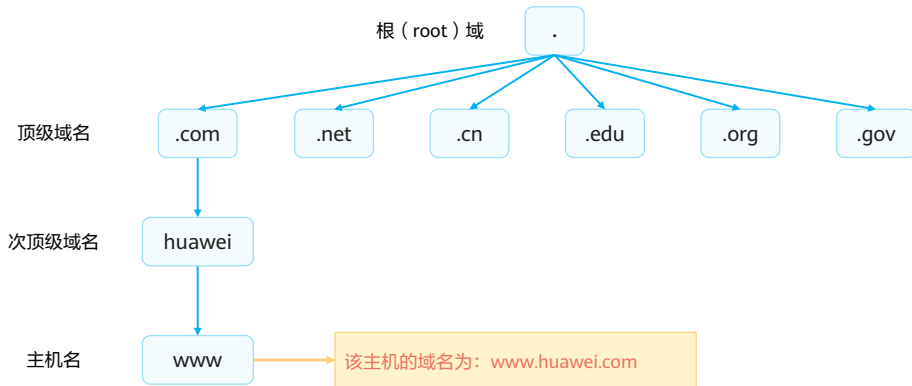 根（root）域
.
顶级域名
.com
.net
.cn
.edu
.org
.gov
次顶级域名
huawei
主机名
www
该主机的域名为：www.huawei.com